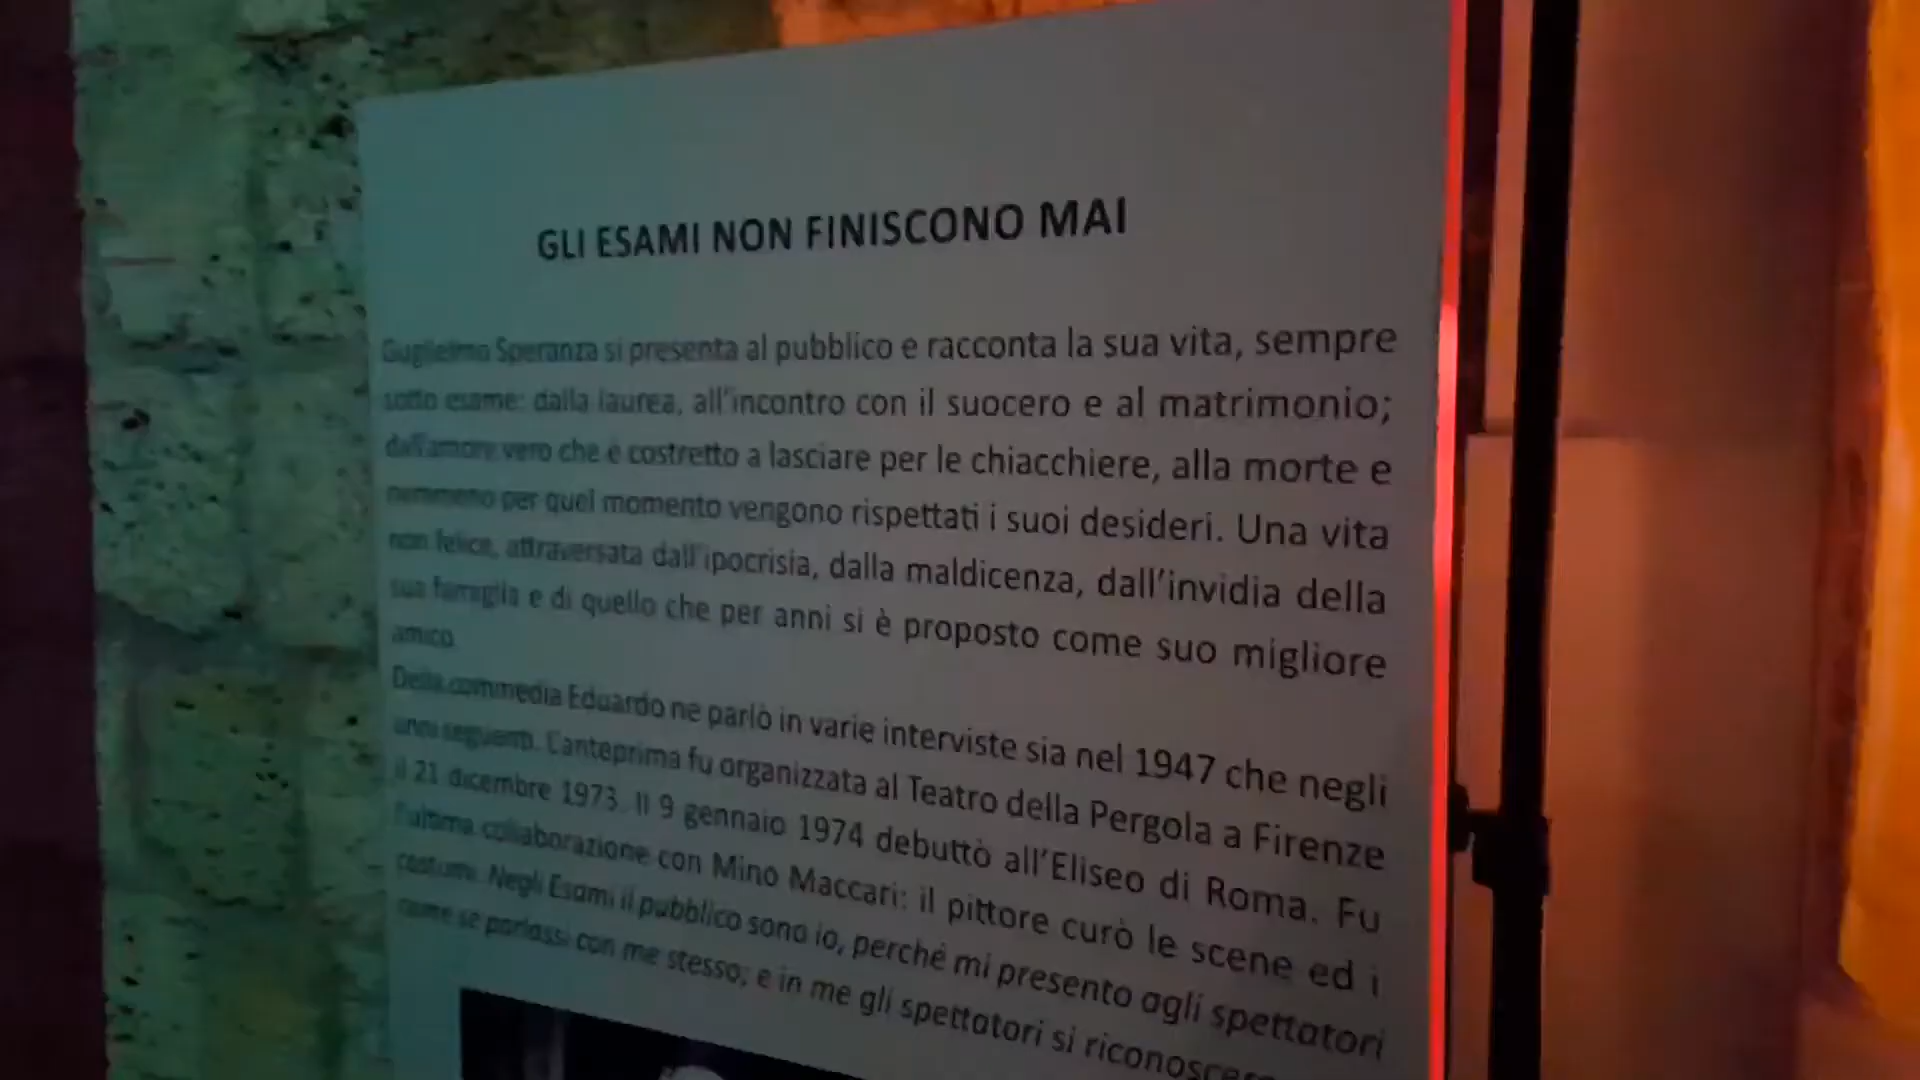 GLI ESAMI NON FINISCONO MAI
Guglielmo Speranza si presenta al pubblico e racconta la sua vita, sempre
sotto esame: dalla laurea, all'incontro con il suocero e al matrimonio;
dall'amore vero che è costretto a lasciare per le chiacchiere, alla morte e
nemmeno per quel momento vengono rispettati i suoi desideri. Una vita
non felice, attraversata dall'ipocrisia, dalla maldicenza, dall'invidia della
sua famiglia e di quello che per anni si è proposto come suo migliore
amico.
Della commedia Eduardo ne parlò in varie interviste sia nel 1947 che negli
anni seguenti. L'anteprima fu organizzata al Teatro della Pergola a Firenze
il 21 dicembre 1973. Il 9 gennaio 1974 debuttò all'Eliseo di Roma. Fu
l'ultima collaborazione con Mino Maccari: il pittore curò le scene ed i
costumi. Negli Esami il pubblico sono io, perché mi presento agli spettatori
come se parlassi con me stesso; e in me gli spettatori si